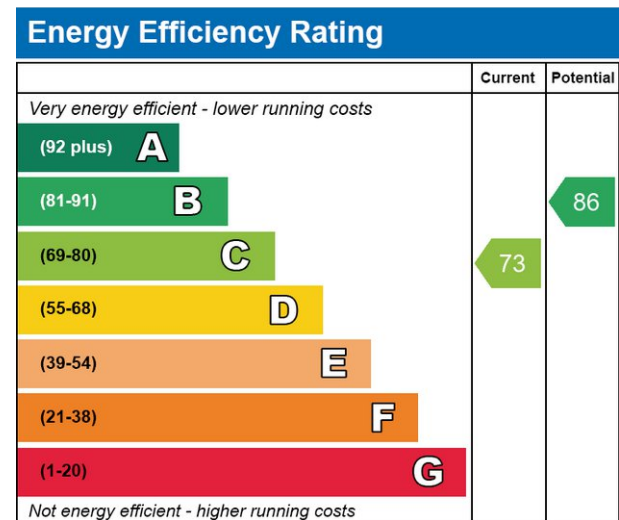 Energy Efficiency Rating
Current Potential
Very energy efficient - lower running costs
(92 plus) A
(81-91) B 86
(69-80) C 73
(55-68) D
(39-54) E
(21-38) F
(1-20) G
Not energy efficient - higher running costs